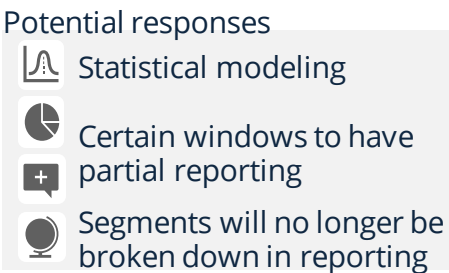 Potential responses
Statistical modeling
Certain windows to have
partial reporting
Segments will no longer be
broken down in reporting